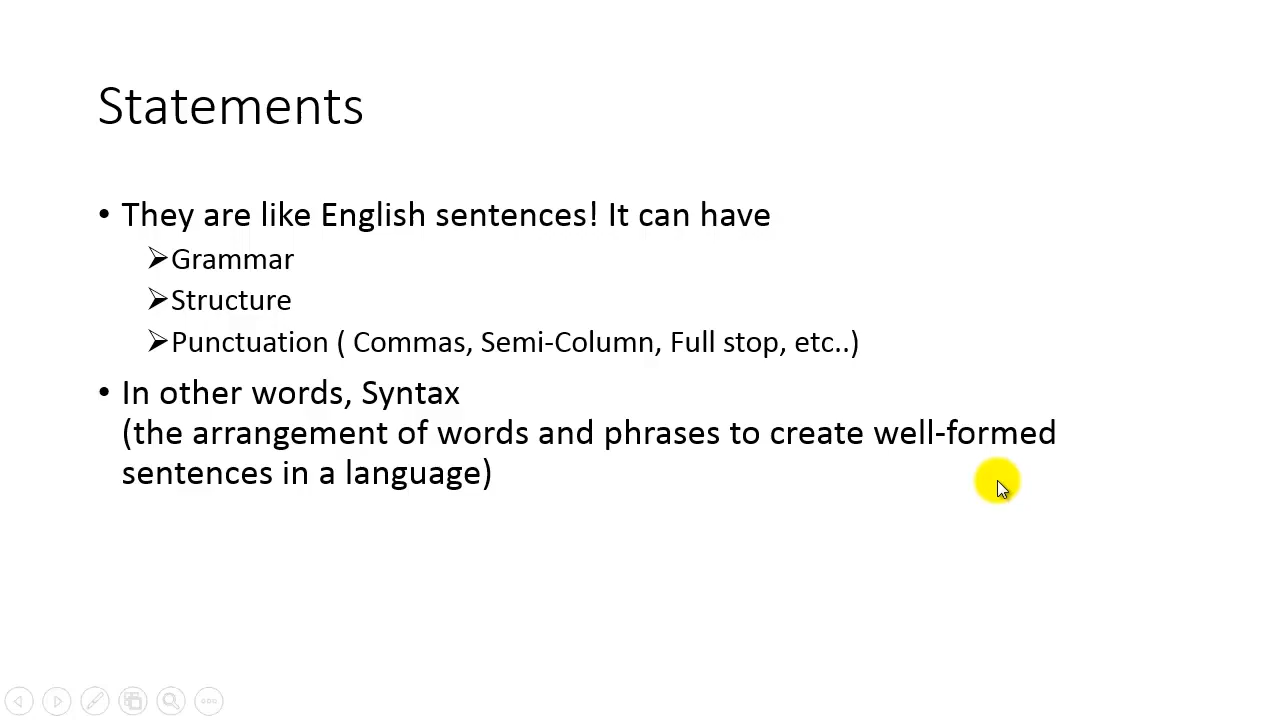 Statements
• They are like English sentences! It can have
➢Grammar
➢Structure
➢Punctuation ( Commas, Semi-Column, Full stop, etc..)
• In other words, Syntax
(the arrangement of words and phrases to create well-formed
sentences in a language)